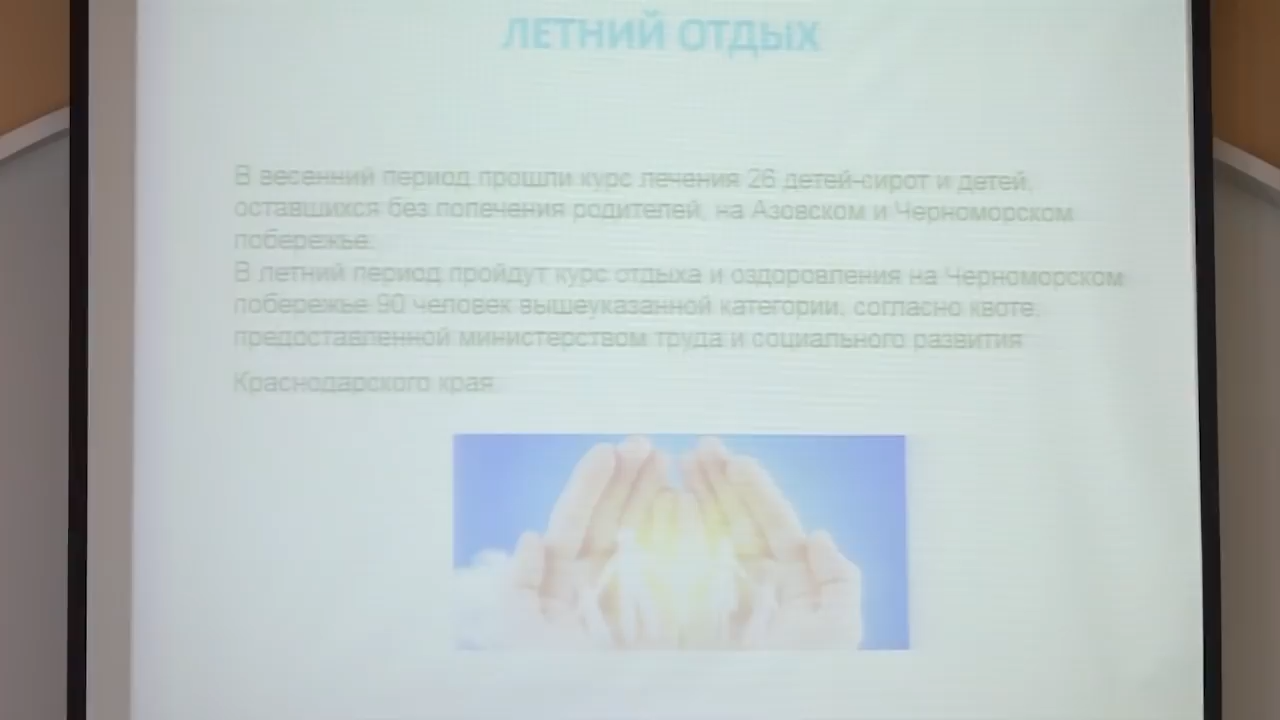 ЛЕТНИЙ ОТДЫХ
В весенний период прошли курс лечения 26 детей-сирот и детей,
оставшихся без попечения родителей, на Азовском и Черноморском
побережье.
В летний период пройдут курс отдыха и оздоровления на Черноморском
побережье 90 человек вышеуказанной категории, согласно квоте,
предоставленной министерством труда и социального развития
Краснодарского края.